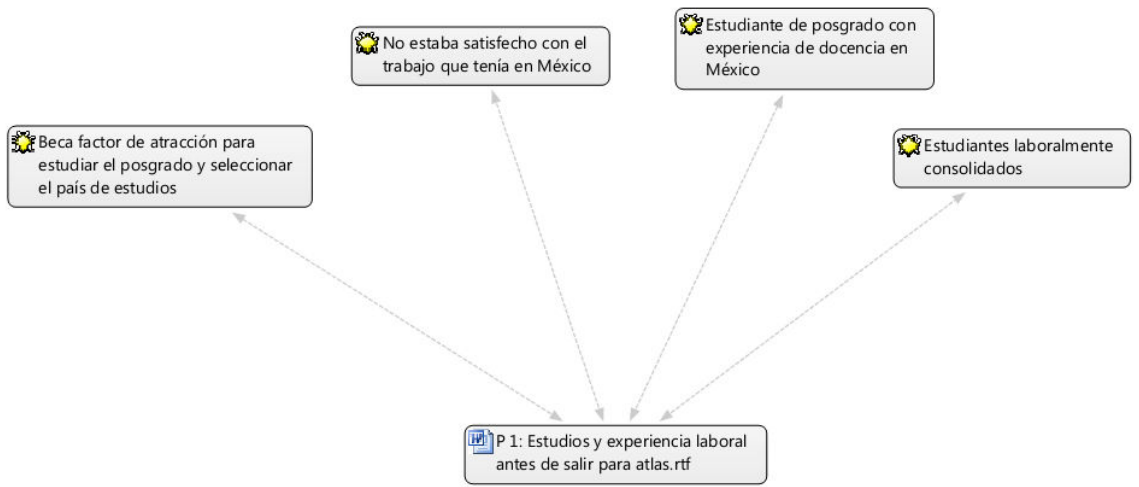 No estaba satisfecho con el
trabajo que tenía en México
Estudiante de posgrado con
experiencia de docencia en
México
Beca factor de atracción para
estudiar el posgrado y seleccionar
el país de estudios
Estudiantes laboralmente
consolidados
P 1: Estudios y experiencia laboral
antes de salir para atlas.rtf